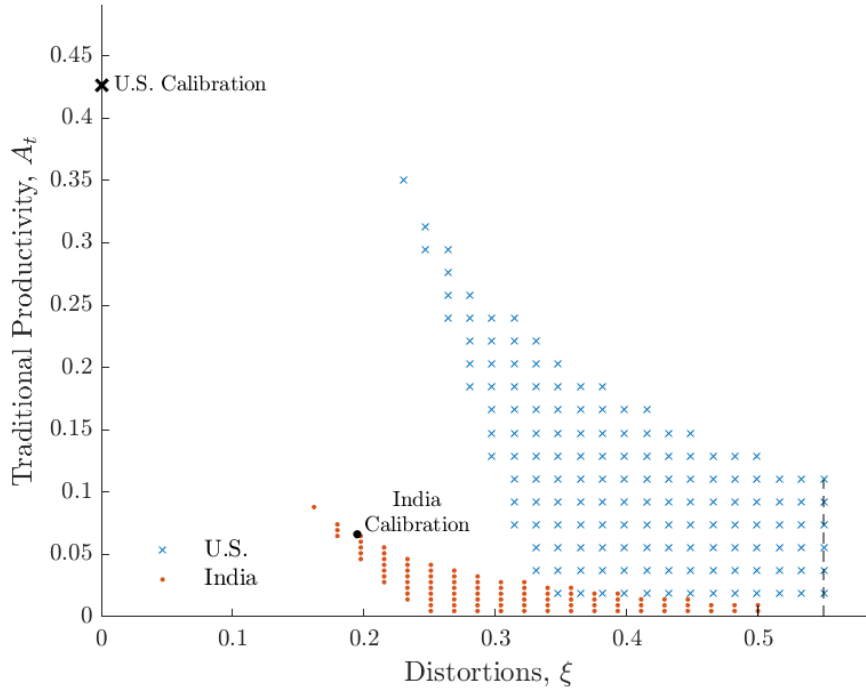 0.45
U.S. Calibration
0.4
0.35
0.3
0.25
0.2
0.15
0.1
0.05
0
Traditional Productivity, A_t
India
Calibration
U.S.
India
0
0.1
0.2
0.3
0.4
0.5
Distortions, ξ